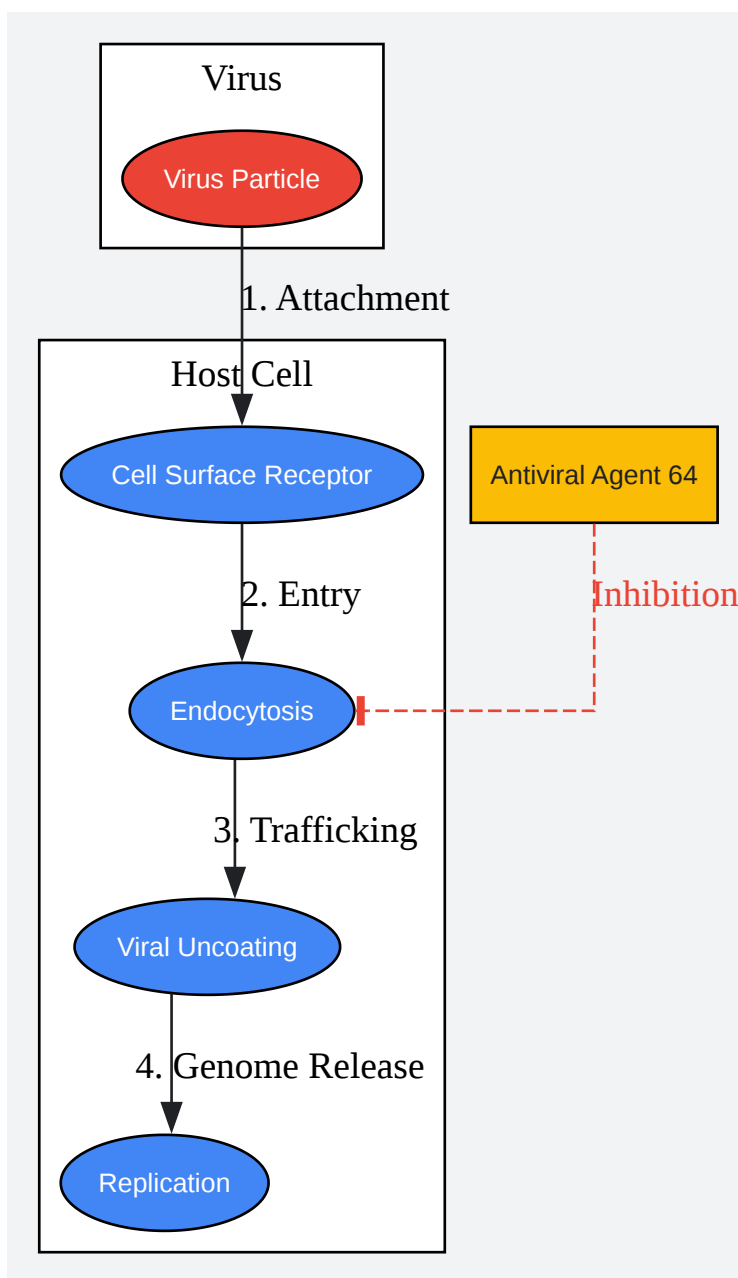 Virus
Virus Particle
1. Attachment
Host Cell
Cell Surface Receptor
Antiviral Agent 64
2. Entry
Inhibition
Endocytosis
3. Trafficking
Viral Uncoating
4. Genome Release
Replication